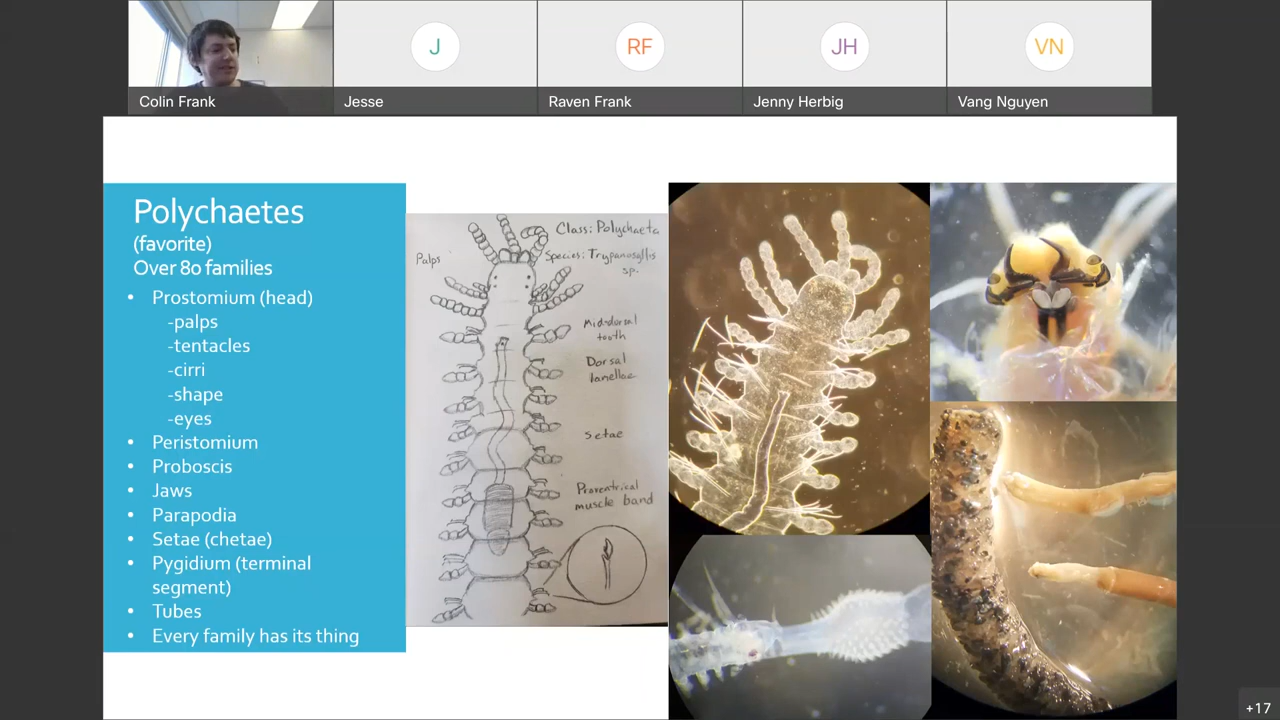 J
RF
JH
VN
Colin Frank
Jesse
Raven Frank
Jenny Herbig
Vang Nguyen
Polychaetes
(favorite)
Over 80 families
• Prostomium (head)
-palps
-tentacles
-cirri
-shape
-eyes
• Peristomium
• Proboscis
• Jaws
• Parapodia
• Setae (chetae)
• Pygidium (terminal
segment)
• Tubes
• Every family has its thing
Class: Polychaeta
Palps
Species: Trypanosyllis
sp.
Mid-dorsal
tooth
Dorsal
Setae
Proventrical
muscle band
+17